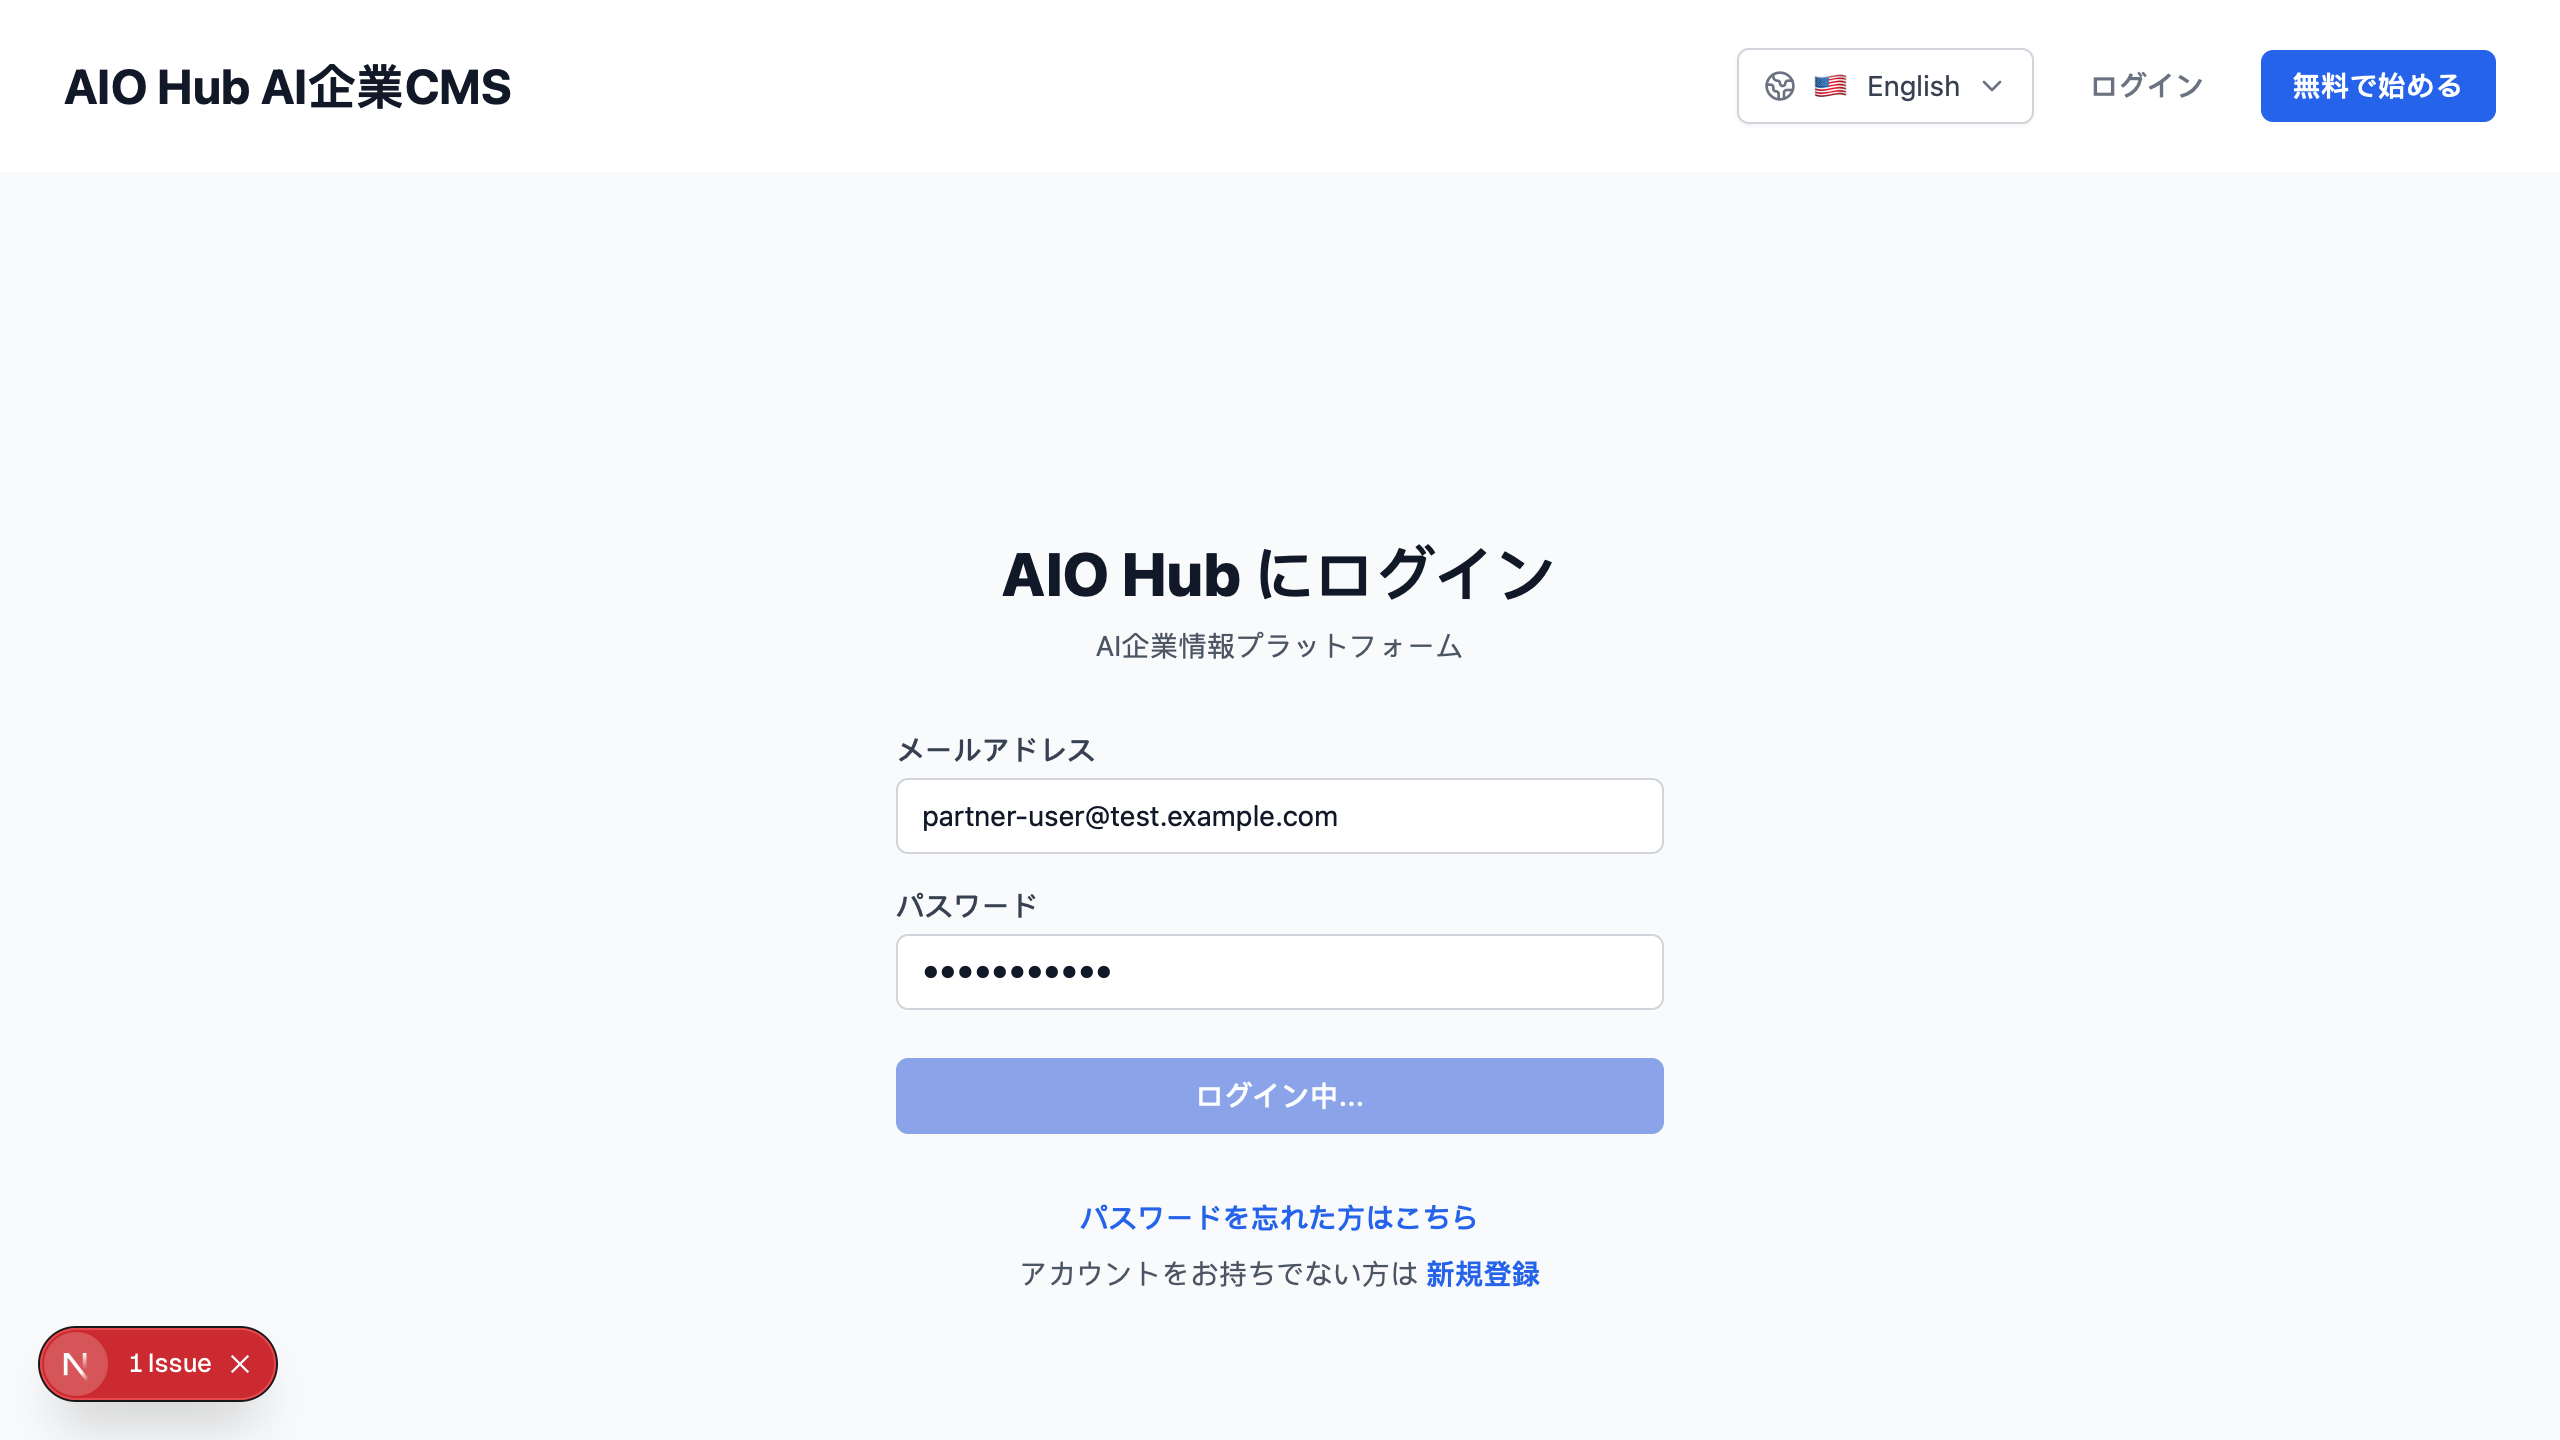 AIO Hub AI企業CMS
English
ログイン
無料で始める
AIO Hub にログイン
AI企業情報プラットフォーム
メールアドレス
partner-user@test.example.com
パスワード
•••••••••••
ログイン中...
パスワードを忘れた方はこちら
アカウントをお持ちでない方は 新規登録
N 1 Issue